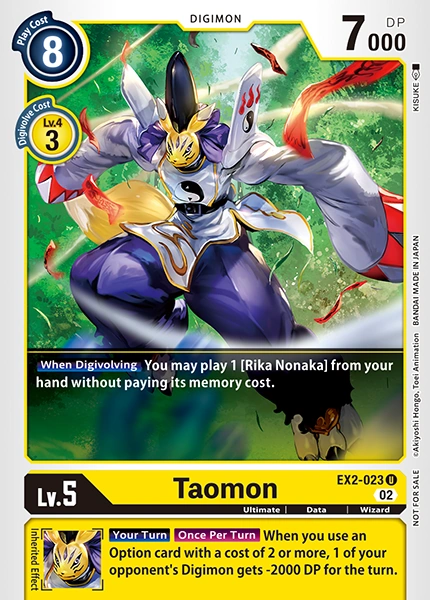 Play Cost
8
DIGIMON
DP
7000
Digivolve Cost
Lv.4
3
KISUKE
When Digivolving You may play 1 [Rika Nonaka] from your
hand without paying its memory cost.
©Akiyoshi Hongo, Toei Animation BANDAI MADE IN JAPAN
NOT FOR SALE
Lv.5
Taomon
EX2-023 U
02
Ultimate | Data | Wizard
Inherited Effect
Your Turn Once Per Turn When you use an
Option card with a cost of 2 or more, 1 of your
opponent's Digimon gets -2000 DP for the turn.